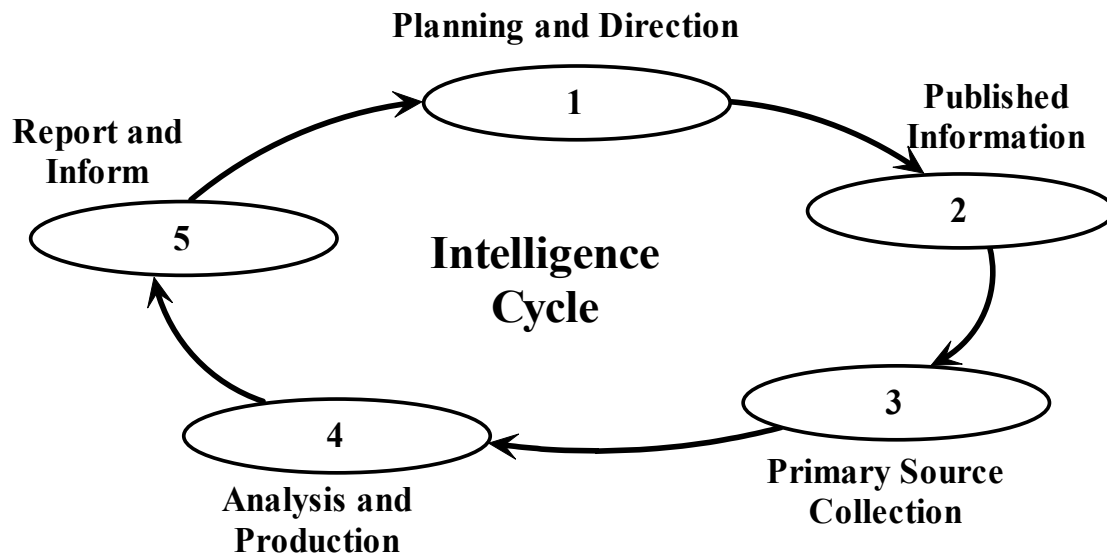 Planning and Direction
1
Published
Information
2
3
Primary Source
Collection
4
Analysis and
Production
Report and
Inform
5
Intelligence
Cycle